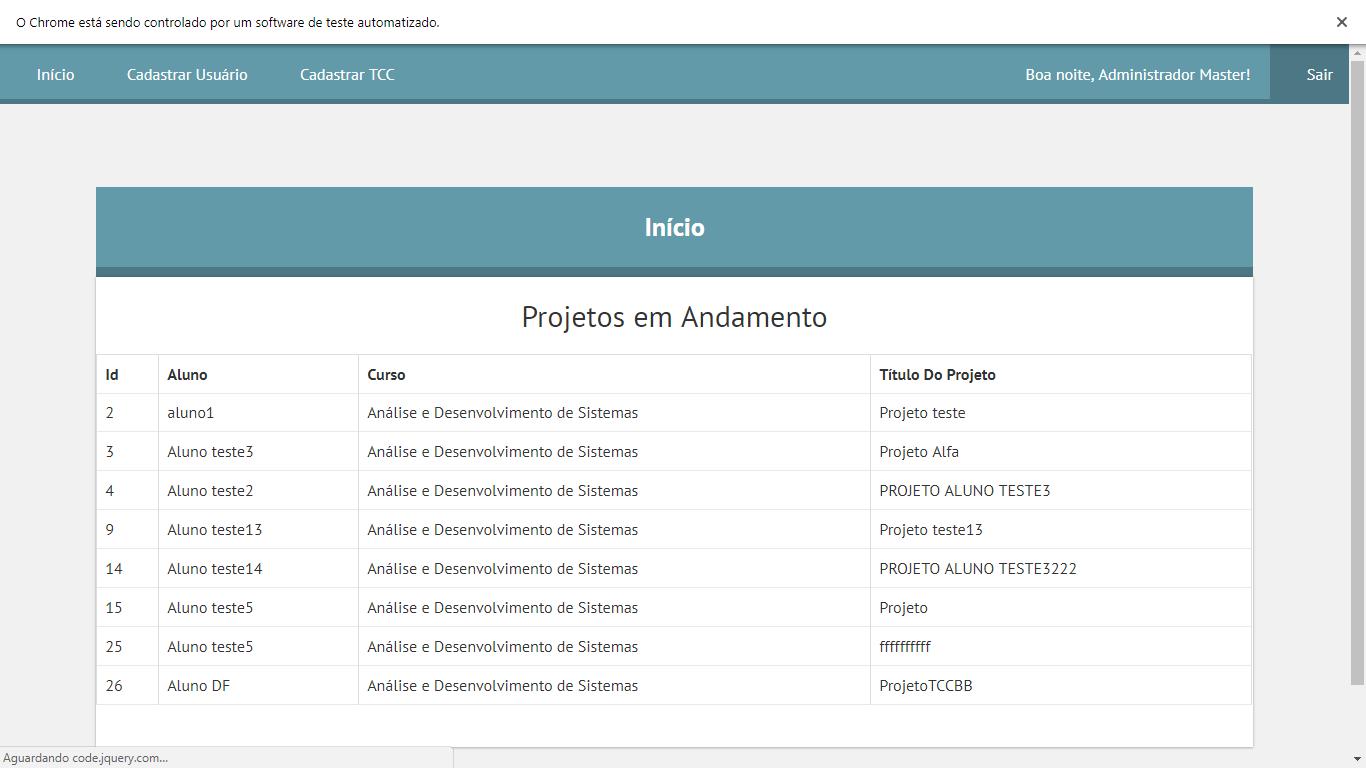 O Chrome está sendo controlado por um software de teste automatizado.
Início Cadastrar Usuário Cadastrar TCC Boa noite, Administrador Master! Sair
Início
Projetos em Andamento
Id Aluno Curso Título Do Projeto
2 aluno1 Análise e Desenvolvimento de Sistemas Projeto teste
3 Aluno teste3 Análise e Desenvolvimento de Sistemas Projeto Alfa
4 Aluno teste2 Análise e Desenvolvimento de Sistemas PROJETO ALUNO TESTE3
9 Aluno teste13 Análise e Desenvolvimento de Sistemas Projeto teste13
14 Aluno teste14 Análise e Desenvolvimento de Sistemas PROJETO ALUNO TESTE3222
15 Aluno teste5 Análise e Desenvolvimento de Sistemas Projeto
25 Aluno teste5 Análise e Desenvolvimento de Sistemas ffffffffff
26 Aluno DF Análise e Desenvolvimento de Sistemas ProjetoTCCBB
Aguardando code.jquery.com...